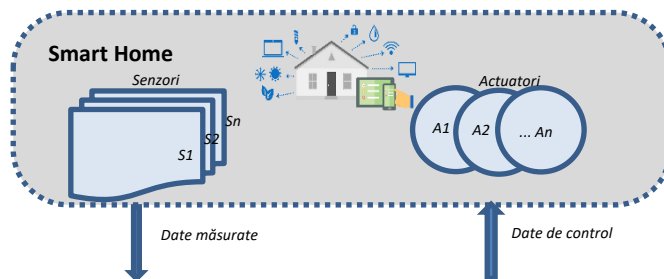 Smart Home
Senzori
Actuatori
Sn
S2
S1
A1
A2
... An
Date măsurate
Date de control